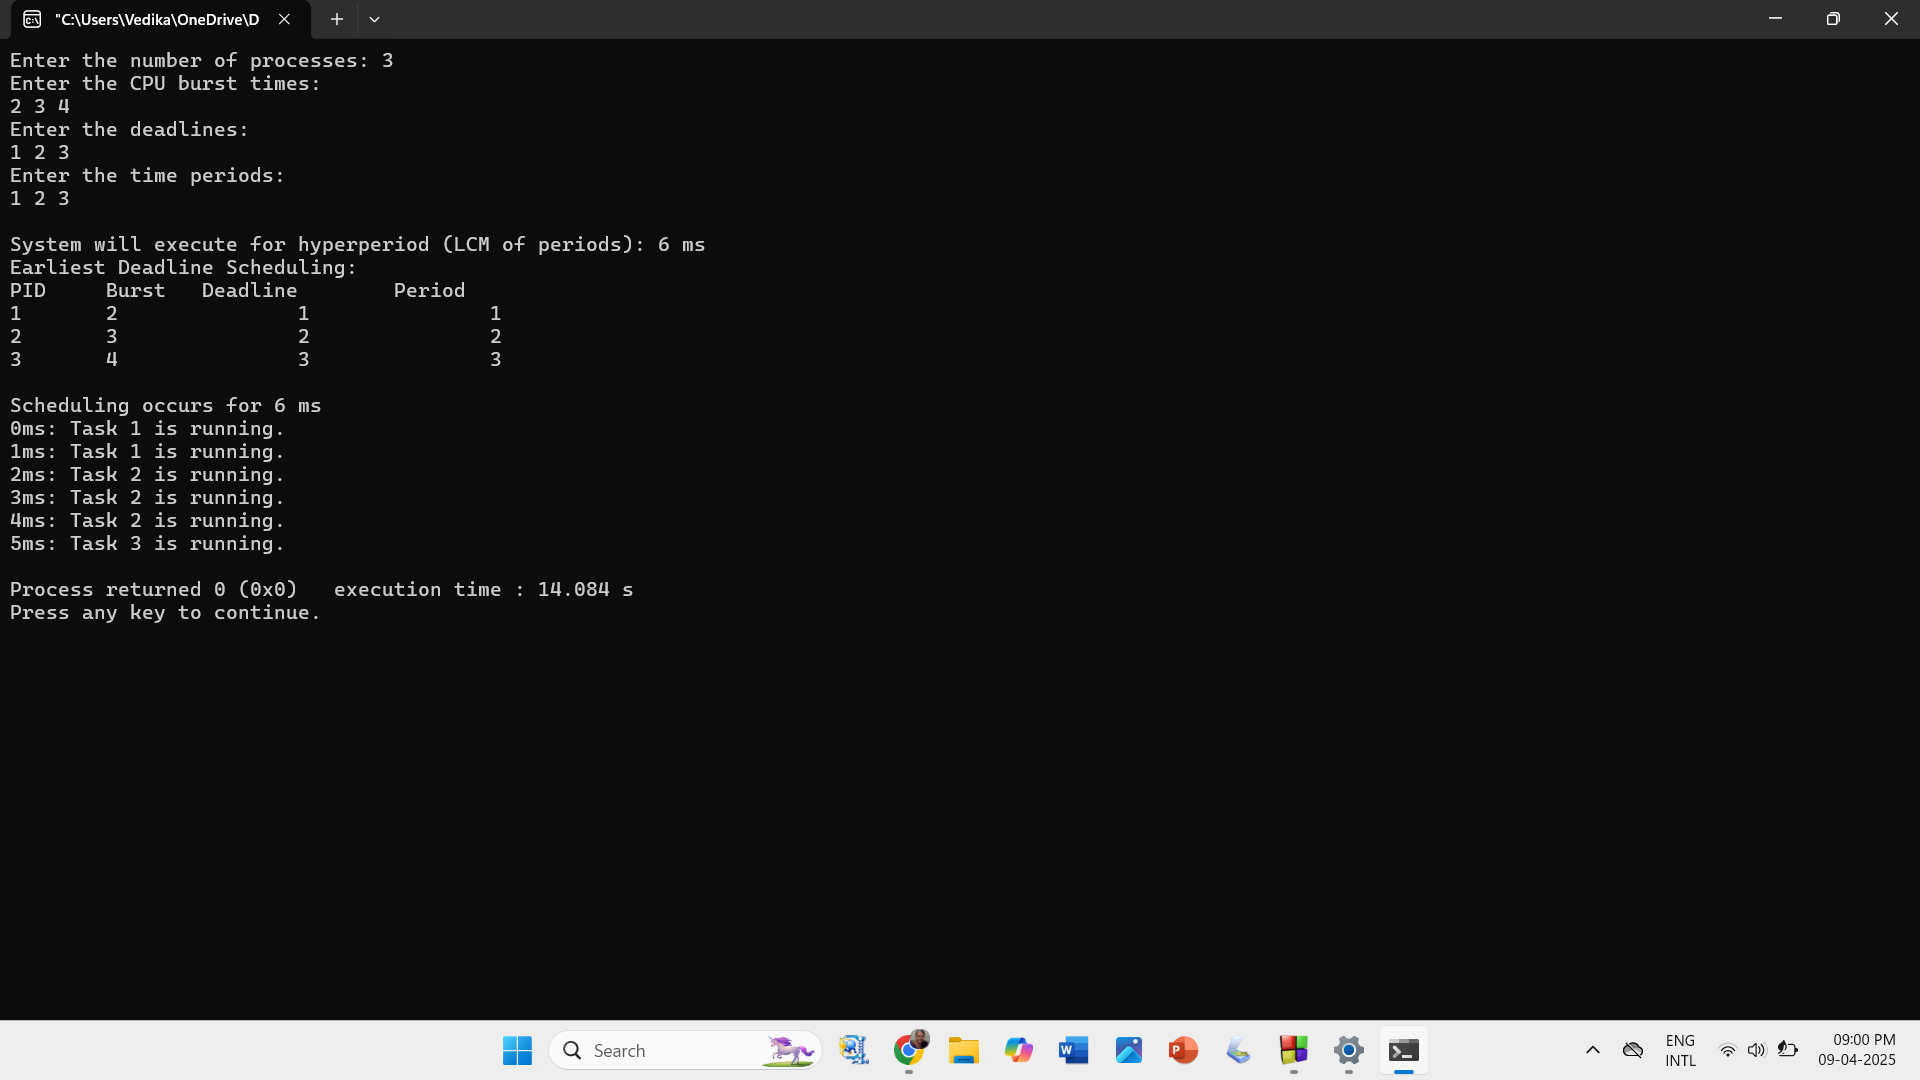 "C:\Users\Vedika\OneDrive\D
Enter the number of processes: 3
Enter the CPU burst times:
2 3 4
Enter the deadlines:
1 2 3
Enter the time periods:
1 2 3
System will execute for hyperperiod (LCM of periods): 6 ms
Earliest Deadline Scheduling:
PID Burst Deadline Period
1 2 1 1
2 3 2 2
3 4 3 3
Scheduling occurs for 6 ms
0ms: Task 1 is running.
1ms: Task 1 is running.
2ms: Task 2 is running.
3ms: Task 2 is running.
4ms: Task 2 is running.
5ms: Task 3 is running.
Process returned 0 (0x0) execution time : 14.084 s
Press any key to continue.
Search
ENG
INTL
09:00 PM
09-04-2025